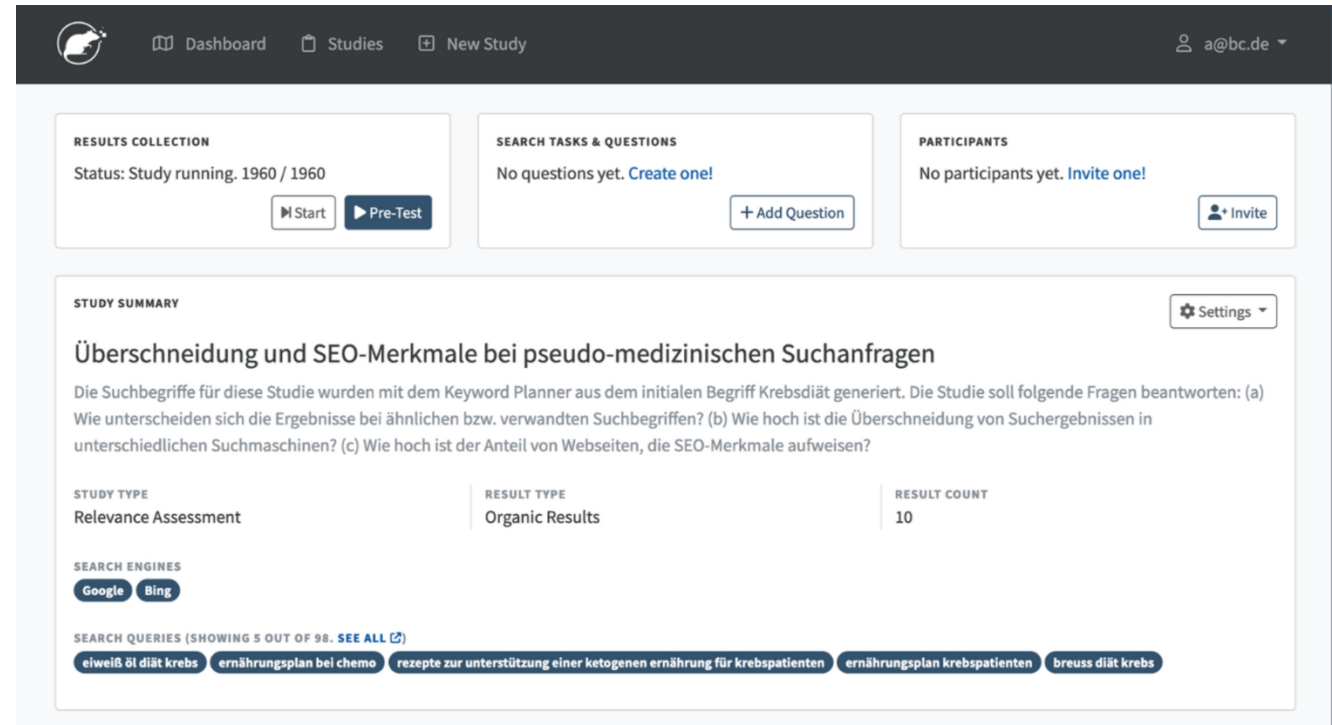 Dashboard Studies New Study a@bc.de
RESULTS COLLECTION
Status: Study running. 1960 / 1960
Start Pre-Test
SEARCH TASKS & QUESTIONS
No questions yet. Create one!
+ Add Question
PARTICIPANTS
No participants yet. Invite one!
Invite
STUDY SUMMARY
Settings
Überschneidung und SEO-Merkmale bei pseudo-medizinischen Suchanfragen
Die Suchbegriffe für diese Studie wurden mit dem Keyword Planner aus dem initialen Begriff Krebsdiät generiert. Die Studie soll folgende Fragen beantworten: (a)
Wie unterscheiden sich die Ergebnisse bei ähnlichen bzw. verwandten Suchbegriffen? (b) Wie hoch ist die Überschneidung von Suchergebnissen in
unterschiedlichen Suchmaschinen? (c) Wie hoch ist der Anteil von Webseiten, die SEO-Merkmale aufweisen?
STUDY TYPE
Relevance Assessment
RESULT TYPE
Organic Results
RESULT COUNT
10
SEARCH ENGINES
Google Bing
SEARCH QUERIES (SHOWING 5 OUT OF 98. SEE ALL)
eiweiß öl diät krebs ernährungsplan bei chemo rezepte zur unterstützung einer ketogenen ernährung für krebspatienten ernährungsplan krebspatienten breuss diät krebs